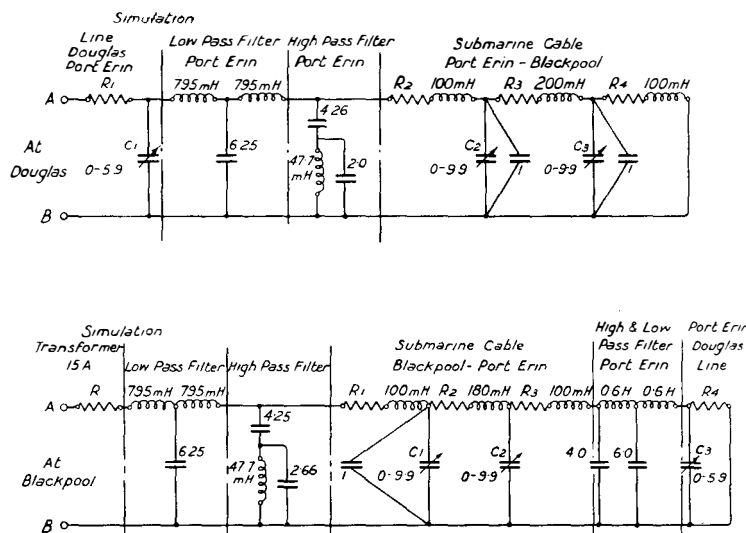 Simulation
Line
Douglas
Port Erin
Low Pass Filter
Port Erin
High Pass Filter
Port Erin
Submarine Cable
Port Erin - Blackpool
R1
795mH
795mH
R2
100mH
R3
200mH
R4
100mH
A
4·26
At
Douglas
C1
0-5·9
6·25
47·7
mH
2·0
C2
0-9·9
1
C3
0-9·9
1
B
Simulation
Transformer
15A
Low Pass Filter
High Pass Filter
Submarine Cable
Blackpool - Port Erin
High & Low
Pass Filter
Port Erin
Port Erin
Douglas
Line
R
795mH
795mH
R1
100mH
R2
180mH
R3
100mH
0·6H
0·6H
R4
A
4·25
At
Blackpool
6·25
47·7
mH
2·66
1
C1
0-9·9
C2
0-9·9
4·0
6·0
C3
0-5·9
B